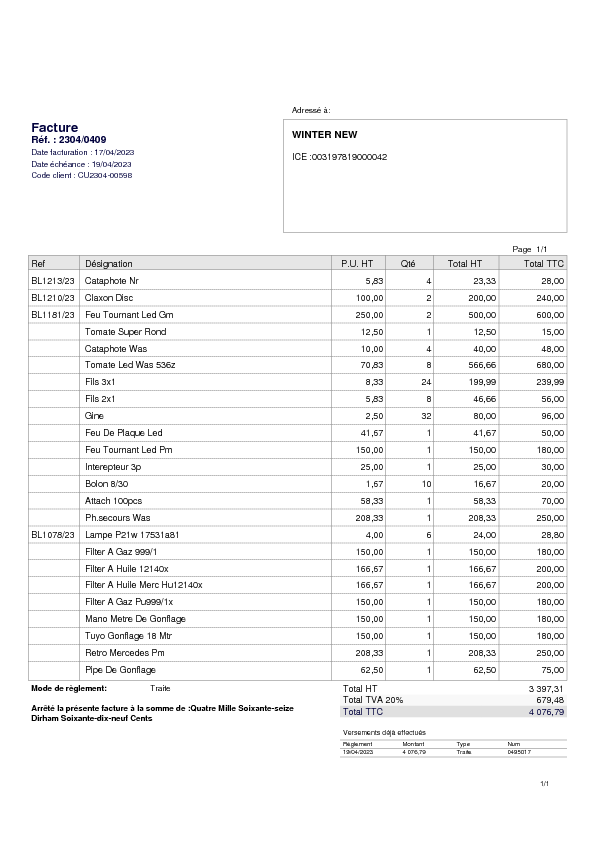 Adressé à:
Facture
Réf. : 2304/0409
Date facturation : 17/04/2023
Date échéance : 19/04/2023
Code client : CU2304-00598
WINTER NEW
ICE :003197819000042
Page 1/1
Ref Désignation P.U. HT Qté Total HT Total TTC
BL1213/23 Cataphote Nr 5,83 4 23,33 28,00
BL1210/23 Claxon Disc 100,00 2 200,00 240,00
BL1181/23 Feu Tournant Led Gm 250,00 2 500,00 600,00
Tomate Super Rond 12,50 1 12,50 15,00
Cataphote Was 10,00 4 40,00 48,00
Tomate Led Was 536z 70,83 8 566,66 680,00
Fils 3x1 8,33 24 199,99 239,99
Fils 2x1 5,83 8 46,66 56,00
Gine 2,50 32 80,00 96,00
Feu De Plaque Led 41,67 1 41,67 50,00
Feu Tournant Led Pm 150,00 1 150,00 180,00
Interepteur 3p 25,00 1 25,00 30,00
Bolon 8/30 1,67 10 16,67 20,00
Attach 100pcs 58,33 1 58,33 70,00
Ph.secours Was 208,33 1 208,33 250,00
BL1078/23 Lampe P21w 17531a81 4,00 6 24,00 28,80
Filter A Gaz 999/1 150,00 1 150,00 180,00
Filter A Huile 12140x 166,67 1 166,67 200,00
Filter A Huile Merc Hu12140x 166,67 1 166,67 200,00
Filter A Gaz Pu999/1x 150,00 1 150,00 180,00
Mano Metre De Gonflage 150,00 1 150,00 180,00
Tuyo Gonflage 18 Mtr 150,00 1 150,00 180,00
Retro Mercedes Pm 208,33 1 208,33 250,00
Pipe De Gonflage 62,50 1 62,50 75,00
Mode de règlement: Traite
Arrêté la présente facture à la somme de :Quatre Mille Soixante-seize
Dirham Soixante-dix-neuf Cents
Total HT 3 397,31
Total TVA 20% 679,48
Total TTC 4 076,79
Versements déjà effectués
Règlement Montant Type Num
19/04/2023 4 076,79 Traite 0495017
1/1